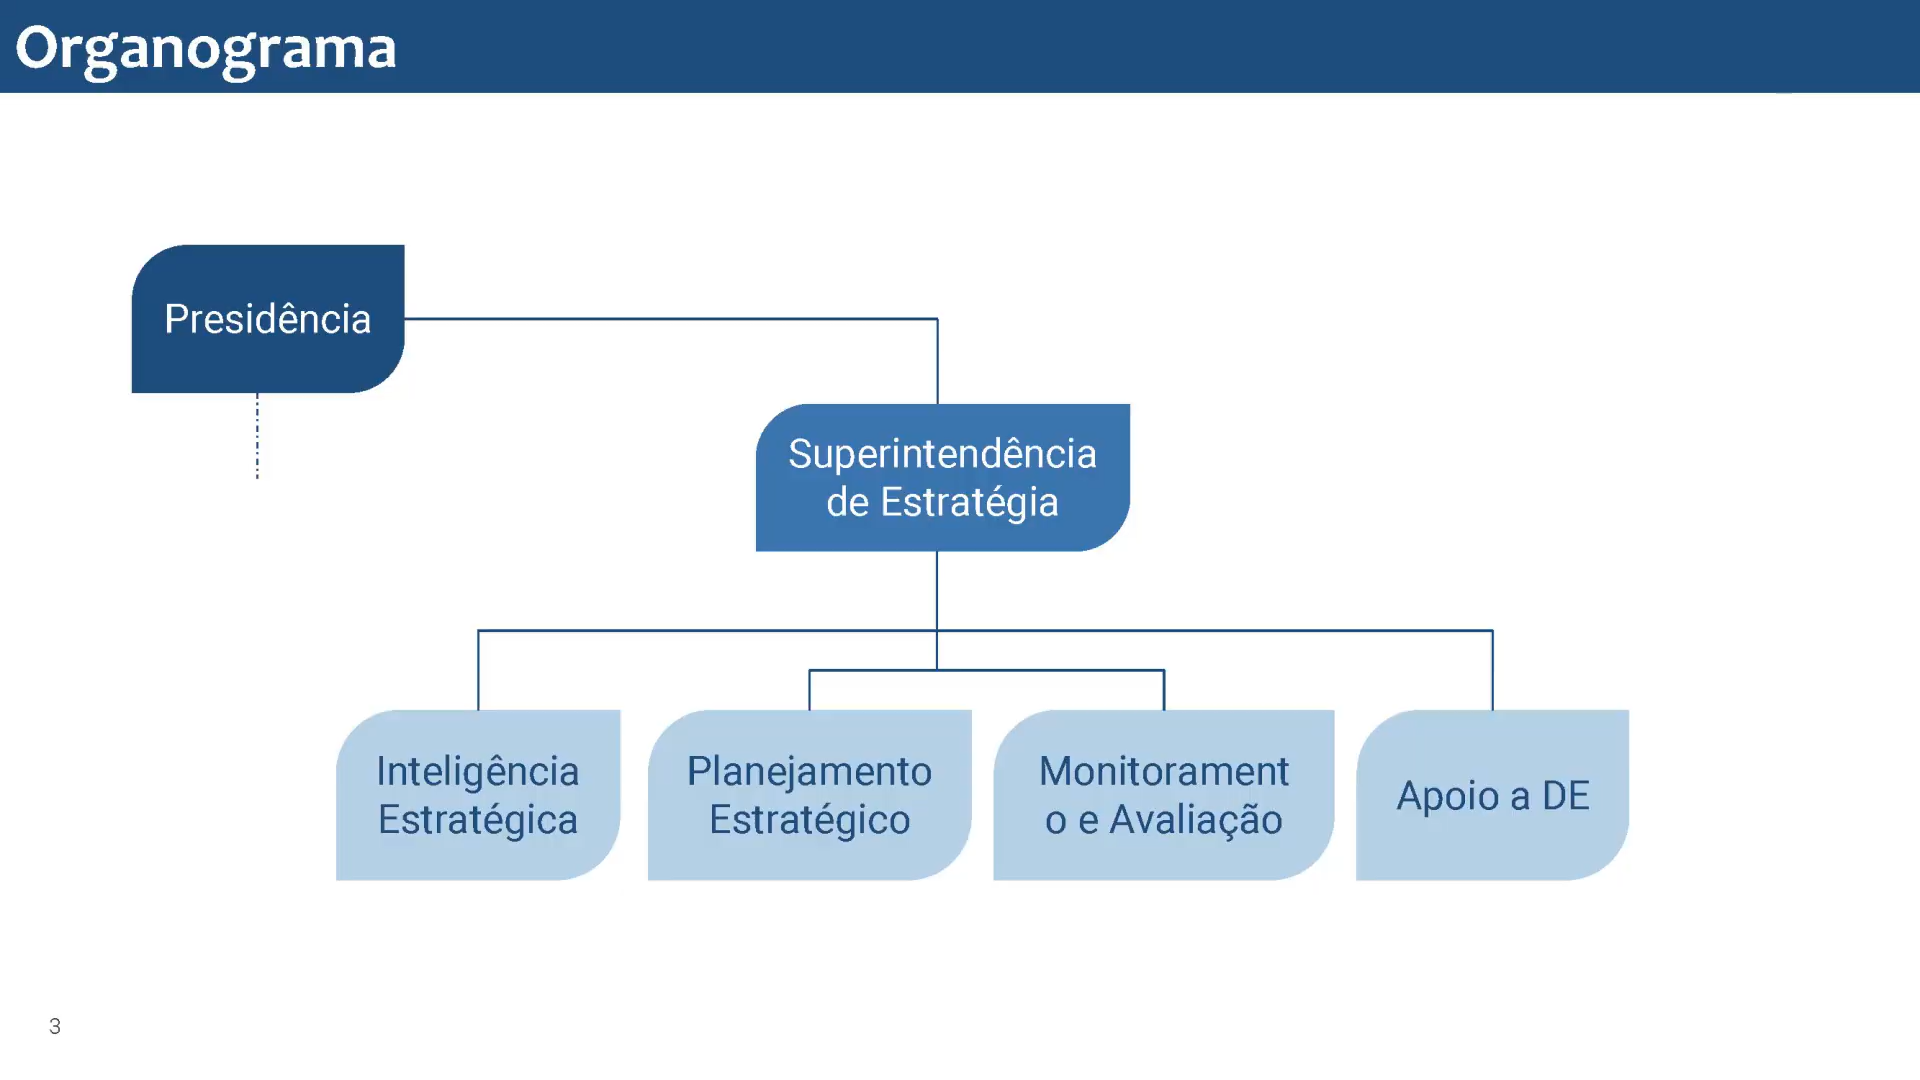 Organograma
Presidência
Superintendência
de Estratégia
Inteligência
Estratégica
Planejamento
Estratégico
Monitorament
o e Avaliação
Apoio a DE
3